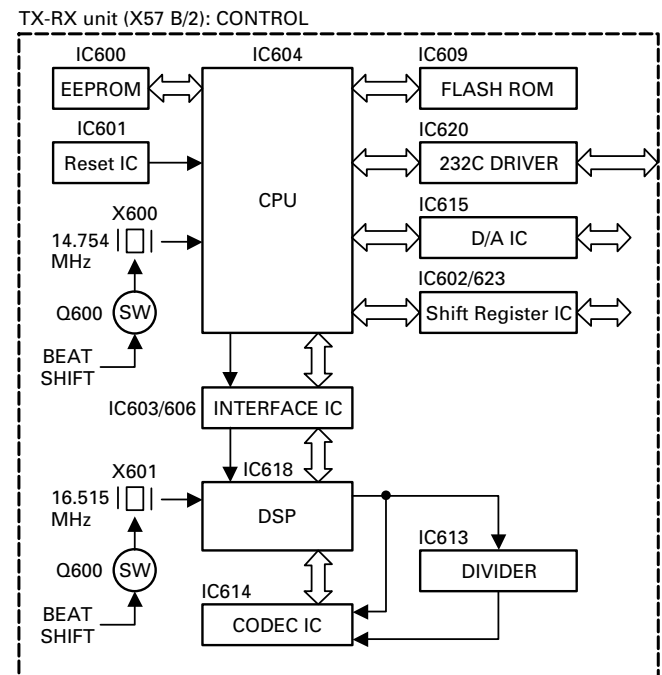 TX-RX unit (X57 B/2): CONTROL
IC600
EEPROM
IC601
Reset IC
X600
14.754
MHz
Q600
SW
BEAT
SHIFT
IC604
CPU
IC609
FLASH ROM
IC620
232C DRIVER
IC615
D/A IC
IC602/623
Shift Register IC
IC603/606
INTERFACE IC
X601
16.515
MHz
Q600
SW
BEAT
SHIFT
IC618
DSP
IC613
DIVIDER
IC614
CODEC IC